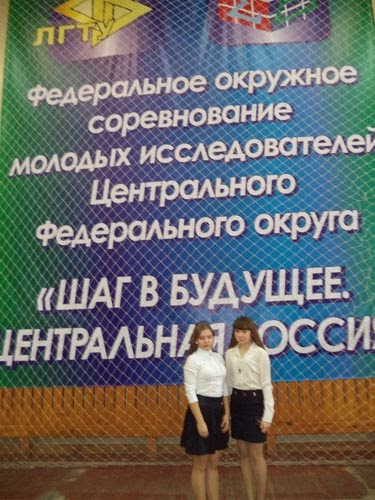 ЛГТУ
Федеральное окружное
соревнование
молодых исследователей
Центрального
Федерального округа
«ШАГ В БУДУЩЕЕ.
ЦЕНТРАЛЬНАЯ РОССИЯ